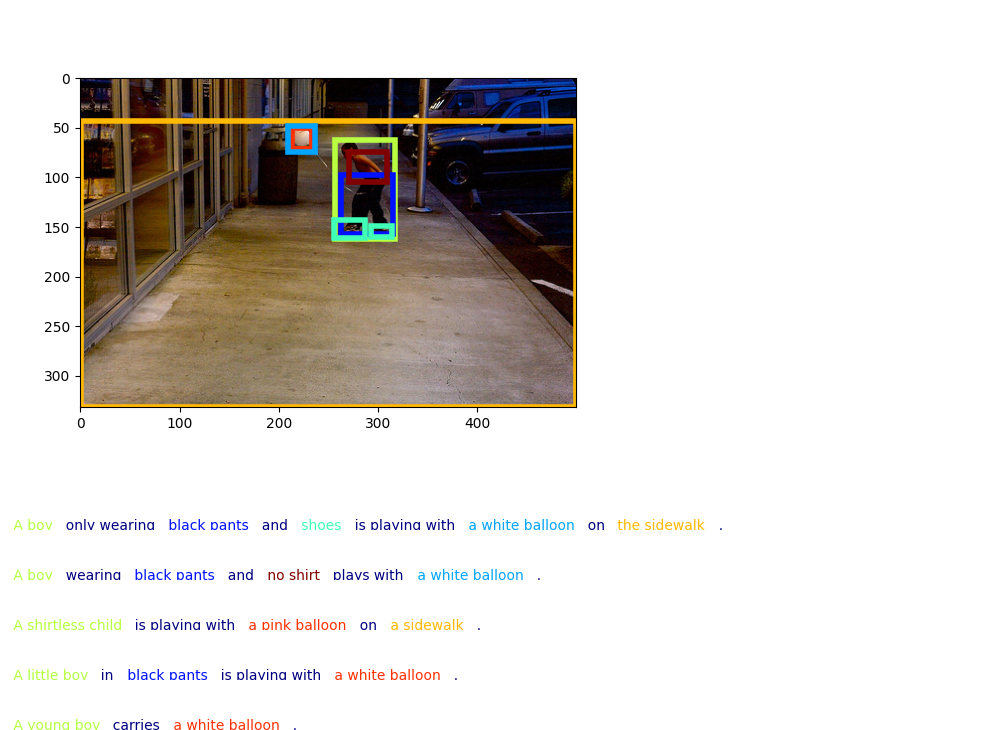 0
50
100
150
200
250
300
0 100 200 300 400
A boy only wearing black pants and shoes is playing with a white balloon on the sidewalk .
A boy wearing black pants and no shirt plays with a white balloon .
A shirtless child is playing with a pink balloon on a sidewalk .
A little boy in black pants is playing with a white balloon .
A young boy carries a white balloon .